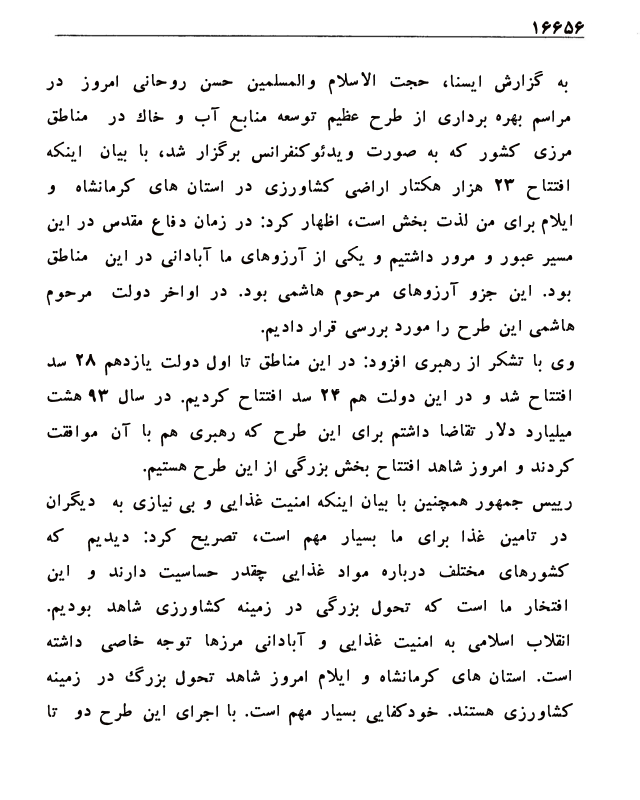 ۱۶۶۵۶
به گزارش ایسنا، حجت الاسلام والمسلمین حسن روحانی امروز در
مراسم بهره برداری از طرح عظیم توسعه منابع آب و خاك در مناطق
مرزی کشور که به صورت ویدئوکنفرانس برگزار شد، با بیان اینکه
افتتاح ۲۳ هزار هکتار اراضی کشاورزی در استان های کرمانشاه و
ایلام برای من لذت بخش است، اظهار کرد: در زمان دفاع مقدس در این
مسیر عبور و مرور داشتیم و یکی از آرزوهای ما آبادانی در این مناطق
بود. این جزو آرزوهای مرحوم هاشمی بود. در اواخر دولت مرحوم
هاشمی این طرح را مورد بررسی قرار دادیم.
وی با تشکر از رهبری افزود: در این مناطق تا اول دولت یازدهم ۲۸ سد
افتتاح شد و در این دولت هم ۲۴ سد افتتاح کردیم. در سال ۹۳ هشت
میلیارد دلار تقاضا داشتم برای این طرح که رهبری هم با آن موافقت
کردند و امروز شاهد افتتاح بخش بزرگی از این طرح هستیم.
رییس جمهور همچنین با بیان اینکه امنیت غذایی و بی نیازی به دیگران
در تامین غذا برای ما بسیار مهم است، تصریح کرد: دیدیم که
کشورهای مختلف درباره مواد غذایی چقدر حساسیت دارند و این
افتخار ما است که تحول بزرگی در زمینه کشاورزی شاهد بودیم.
انقلاب اسلامی به امنیت غذایی و آبادانی مرزها توجه خاصی داشته
است. استان های کرمانشاه و ایلام امروز شاهد تحول بزرگ در زمینه
کشاورزی هستند. خودکفایی بسیار مهم است. با اجرای این طرح دو تا